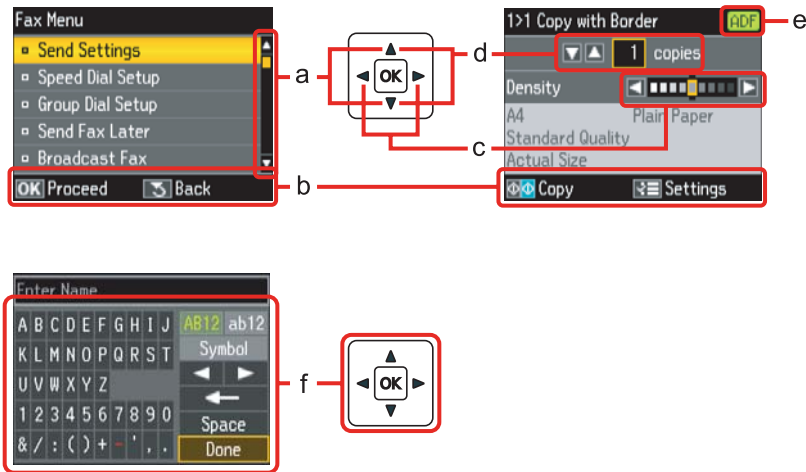 Fax Menu
Send Settings
Speed Dial Setup
Group Dial Setup
Send Fax Later
Broadcast Fax
OK Proceed Back
a
b
OK
d
c
1>1 Copy with Border ADF
e
1 copies
Density
A4 Plain Paper
Standard Quality
Actual Size
Copy Settings
Enter Name
A B C D E F G H I J AB12 ab12
K L M N O P Q R S T Symbol
U V W X Y Z
1 2 3 4 5 6 7 8 9 0 Space
& / : ( ) + - ' , . Done
f
OK